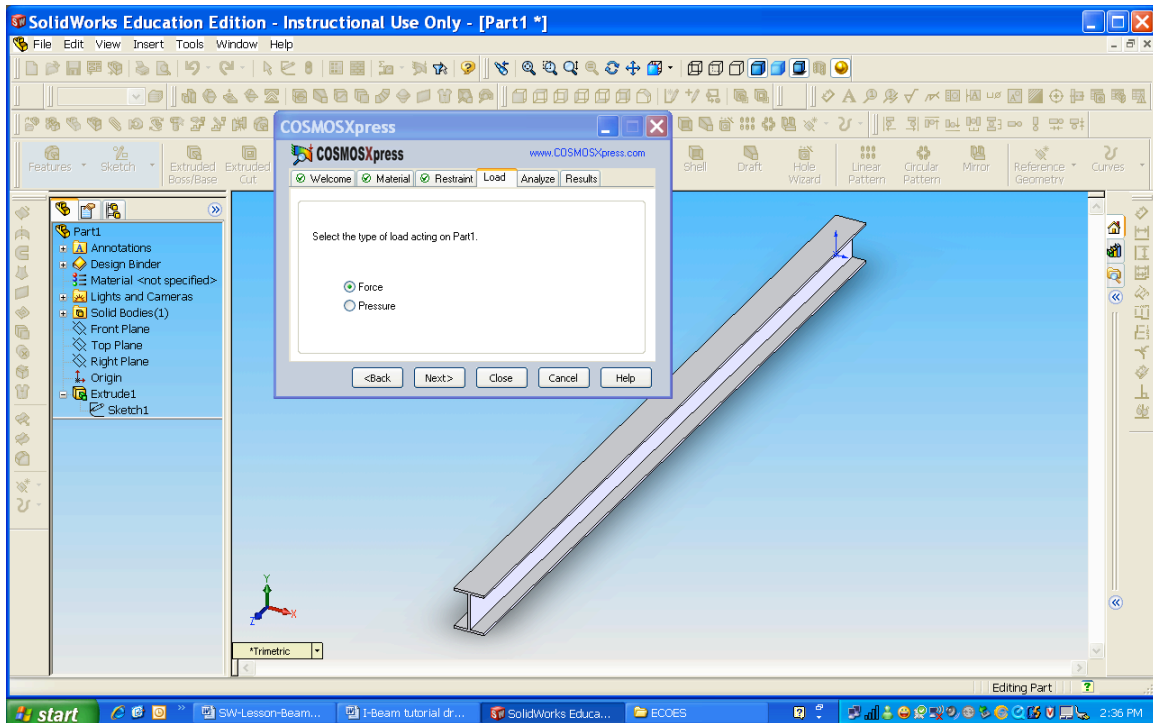 SolidWorks Education Edition - Instructional Use Only - [Part1 *]
File Edit View Insert Tools Window Help
COSMOSXpress
COSMOSXpress www.COSMOSXpress.com
Welcome Material Restraint Load Analyze Results
Select the type of load acting on Part1.
Force
Pressure
<Back Next> Close Cancel Help
Features Sketch Extruded Boss/Base Extruded Cut Shell Draft Hole Wizard Linear Pattern Circular Pattern Mirror Reference Geometry Curves
Part1
Annotations
Design Binder
Material <not specified>
Lights and Cameras
Solid Bodies(1)
Front Plane
Top Plane
Right Plane
Origin
Extrude1
Sketch1
Y
Z X
*Trimetric
Editing Part
start SW-Lesson-Beam... I-Beam tutorial dr... SolidWorks Educa... ECOES 2:36 PM